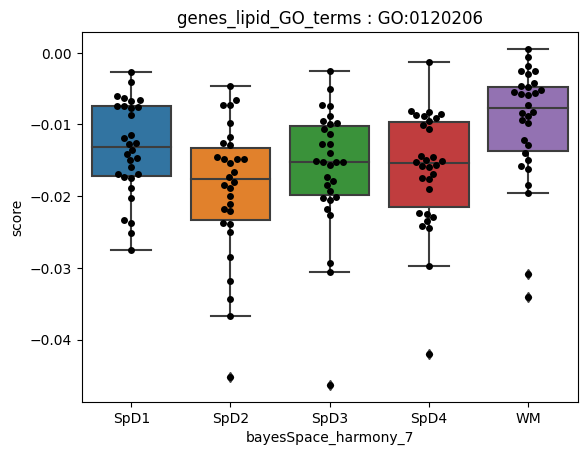 genes_lipid_GO_terms : GO:0120206
score
0.00
−0.01
−0.02
−0.03
−0.04
SpD1 SpD2 SpD3 SpD4 WM
bayesSpace_harmony_7